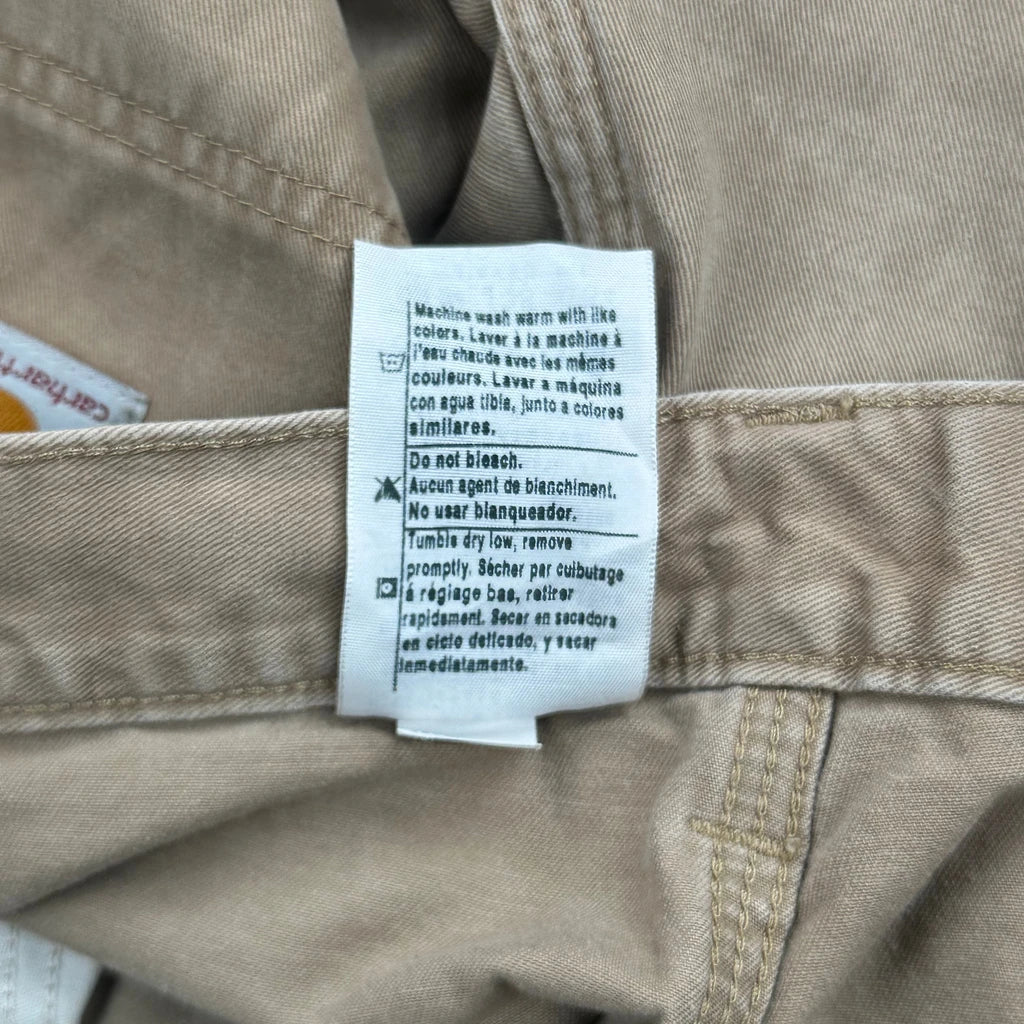 Machine wash warm with like
colors. Laver à la machine à
l'eau chaude avec les mêmes
couleurs. Lavar a máquina
con agua tibia, junto a colores
similares.
Do not bleach.
Aucun agent de blanchiment.
No usar blanqueador.
Tumble dry low, remove
promptly. Sécher par culbutage
á réglage bas, retirer
rapidament. Secar en secadora
en ciclo delicado, y sacar
inmediatamente.
Carhartt